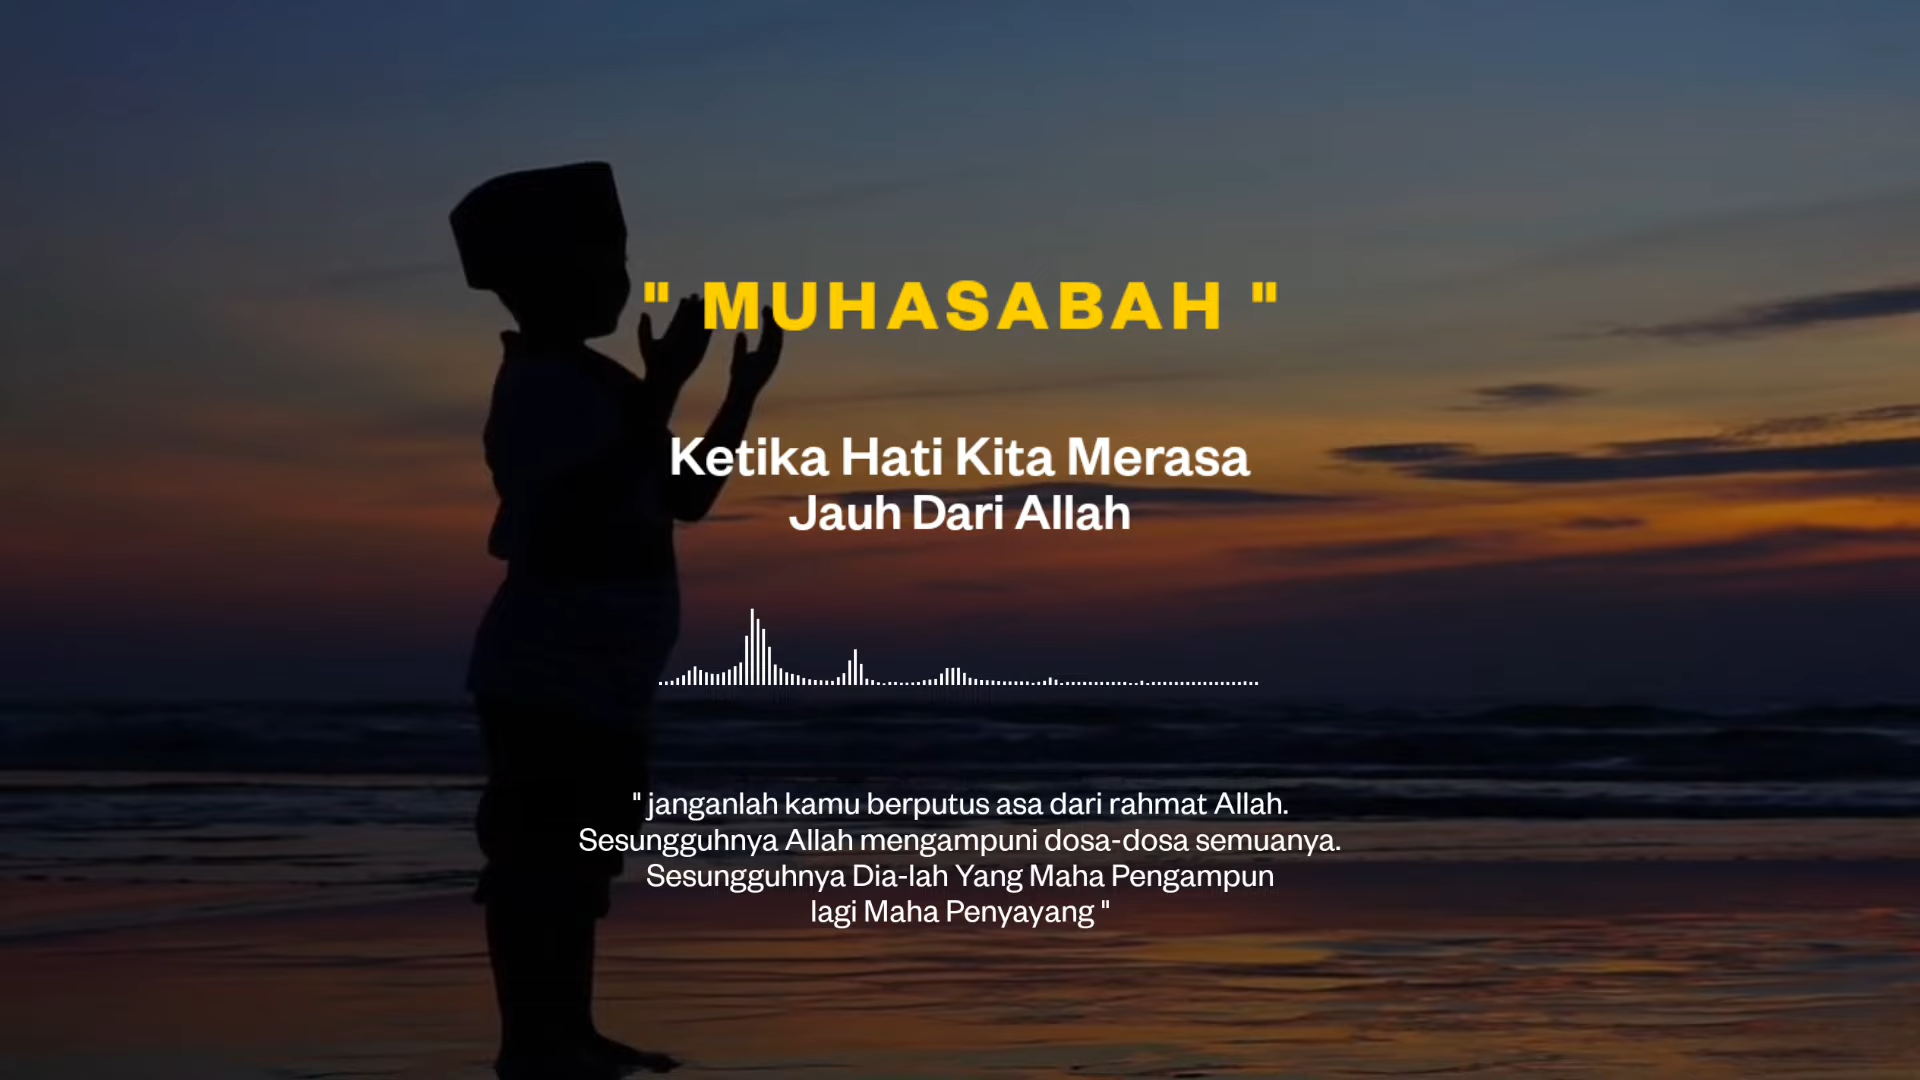 " MUHASABAH "
Ketika Hati Kita Merasa
Jauh Dari Allah
" janganlah kamu berputus asa dari rahmat Allah.
Sesungguhnya Allah mengampuni dosa-dosa semuanya.
Sesungguhnya Dia-lah Yang Maha Pengampun
lagi Maha Penyayang "